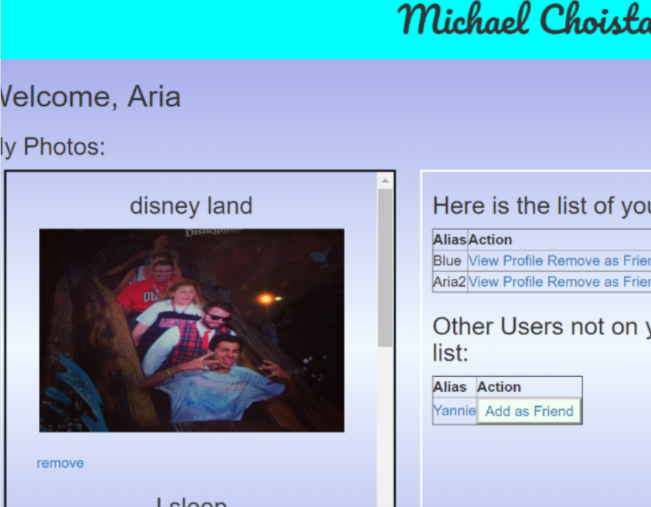 Michael Choista
Welcome, Aria
My Photos:
disney land
remove
I sleep
Here is the list of you
Alias Action
Blue View Profile Remove as Frien
Aria2 View Profile Remove as Frien
Other Users not on y
list:
Alias Action
Yannie Add as Friend